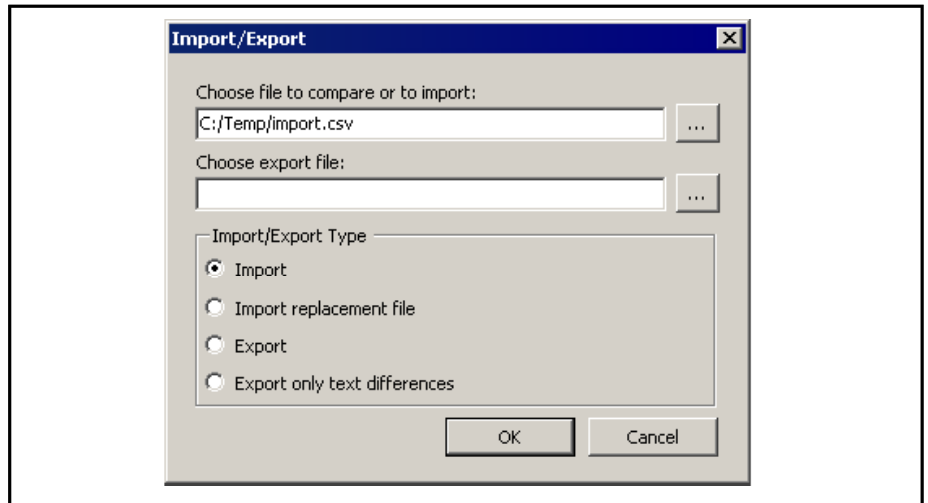 Import/Export
Choose file to compare or to import:
C:/Temp/import.csv
...
Choose export file:
...
Import/Export Type
Import
Import replacement file
Export
Export only text differences
OK
Cancel